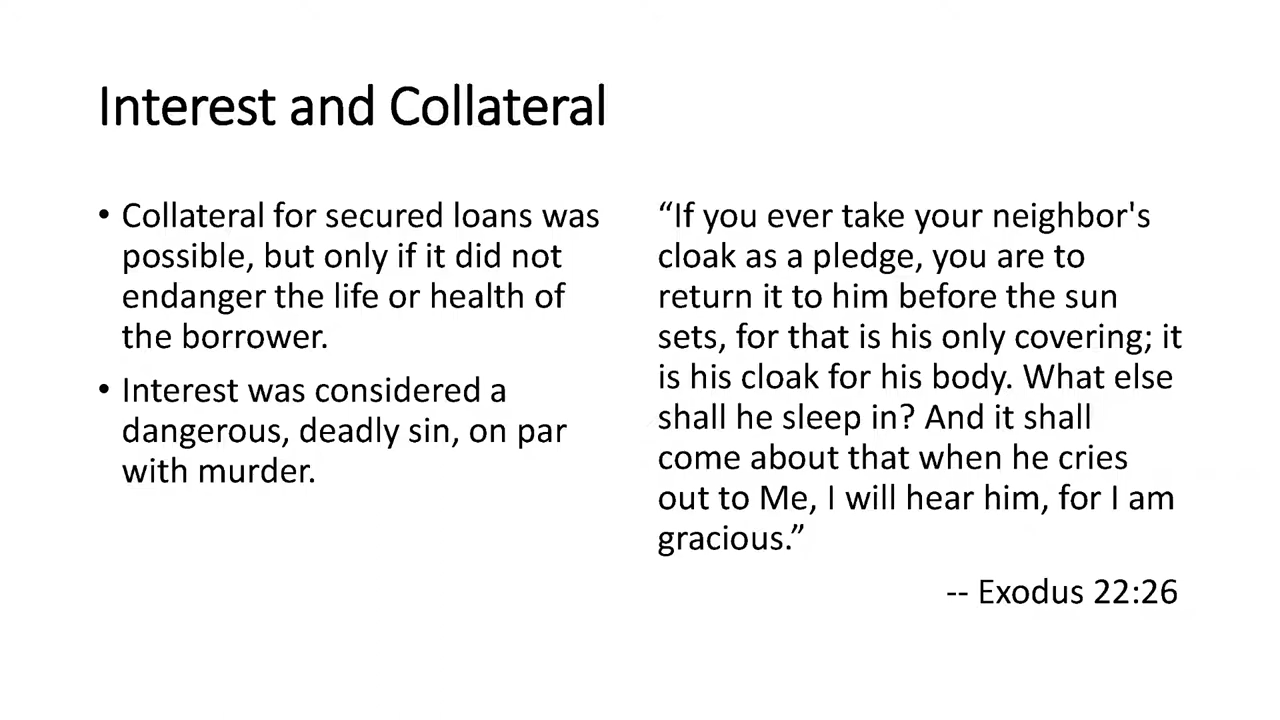 Interest and Collateral
• Collateral for secured loans was
possible, but only if it did not
endanger the life or health of
the borrower.
• Interest was considered a
dangerous, deadly sin, on par
with murder.
“If you ever take your neighbor's
cloak as a pledge, you are to
return it to him before the sun
sets, for that is his only covering; it
is his cloak for his body. What else
shall he sleep in? And it shall
come about that when he cries
out to Me, I will hear him, for I am
gracious.”
-- Exodus 22:26